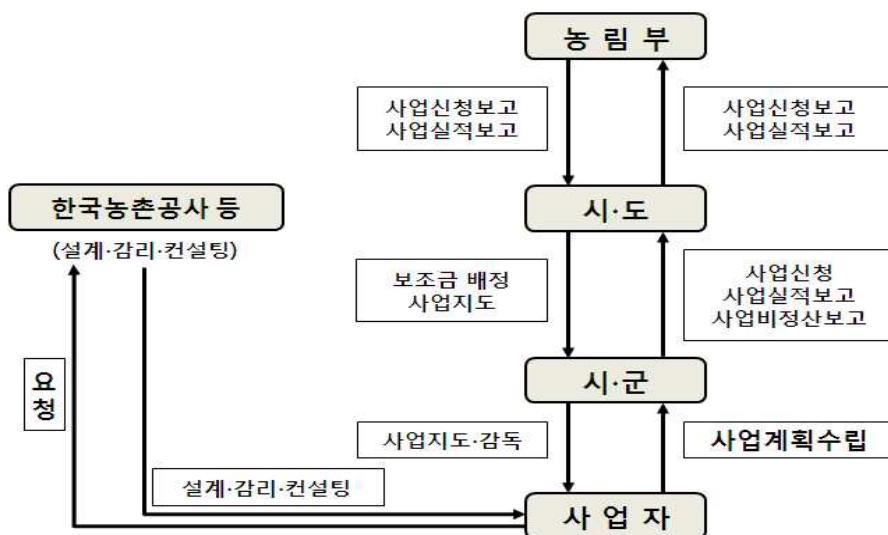 농 림 부
사업신청보고
사업실적보고
사업신청보고
사업실적보고
한국농촌공사 등
(설계·감리·컨설팅)
시·도
보조금 배정
사업지도
사업신청
사업실적보고
사업비정산보고
요청
시·군
사업지도·감독
사업계획수립
설계·감리·컨설팅
사 업 자